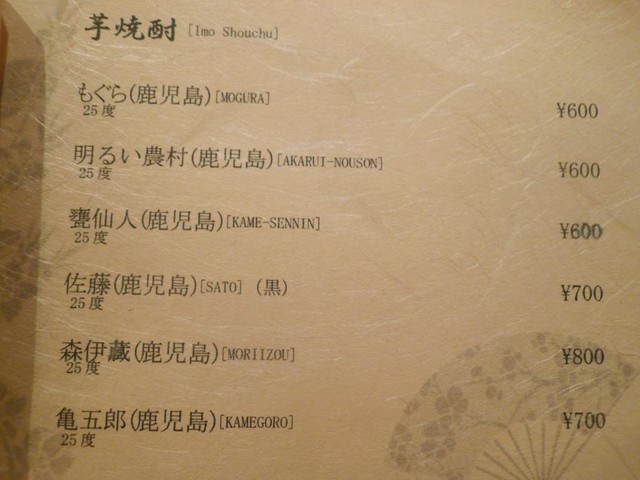 芋焼酎 [Imo Shouchu]
もぐら(鹿児島)[MOGURA] ¥600
25度
明るい農村(鹿児島)[AKARUI-NOUSON] ¥600
25度
甕仙人(鹿児島)[KAME-SENNIN] ¥600
25度
佐藤(鹿児島)[SATO] (黒) ¥700
25度
森伊蔵(鹿児島)[MORIIZOU] ¥800
25度
亀五郎(鹿児島)[KAMEGORO] ¥700
25度